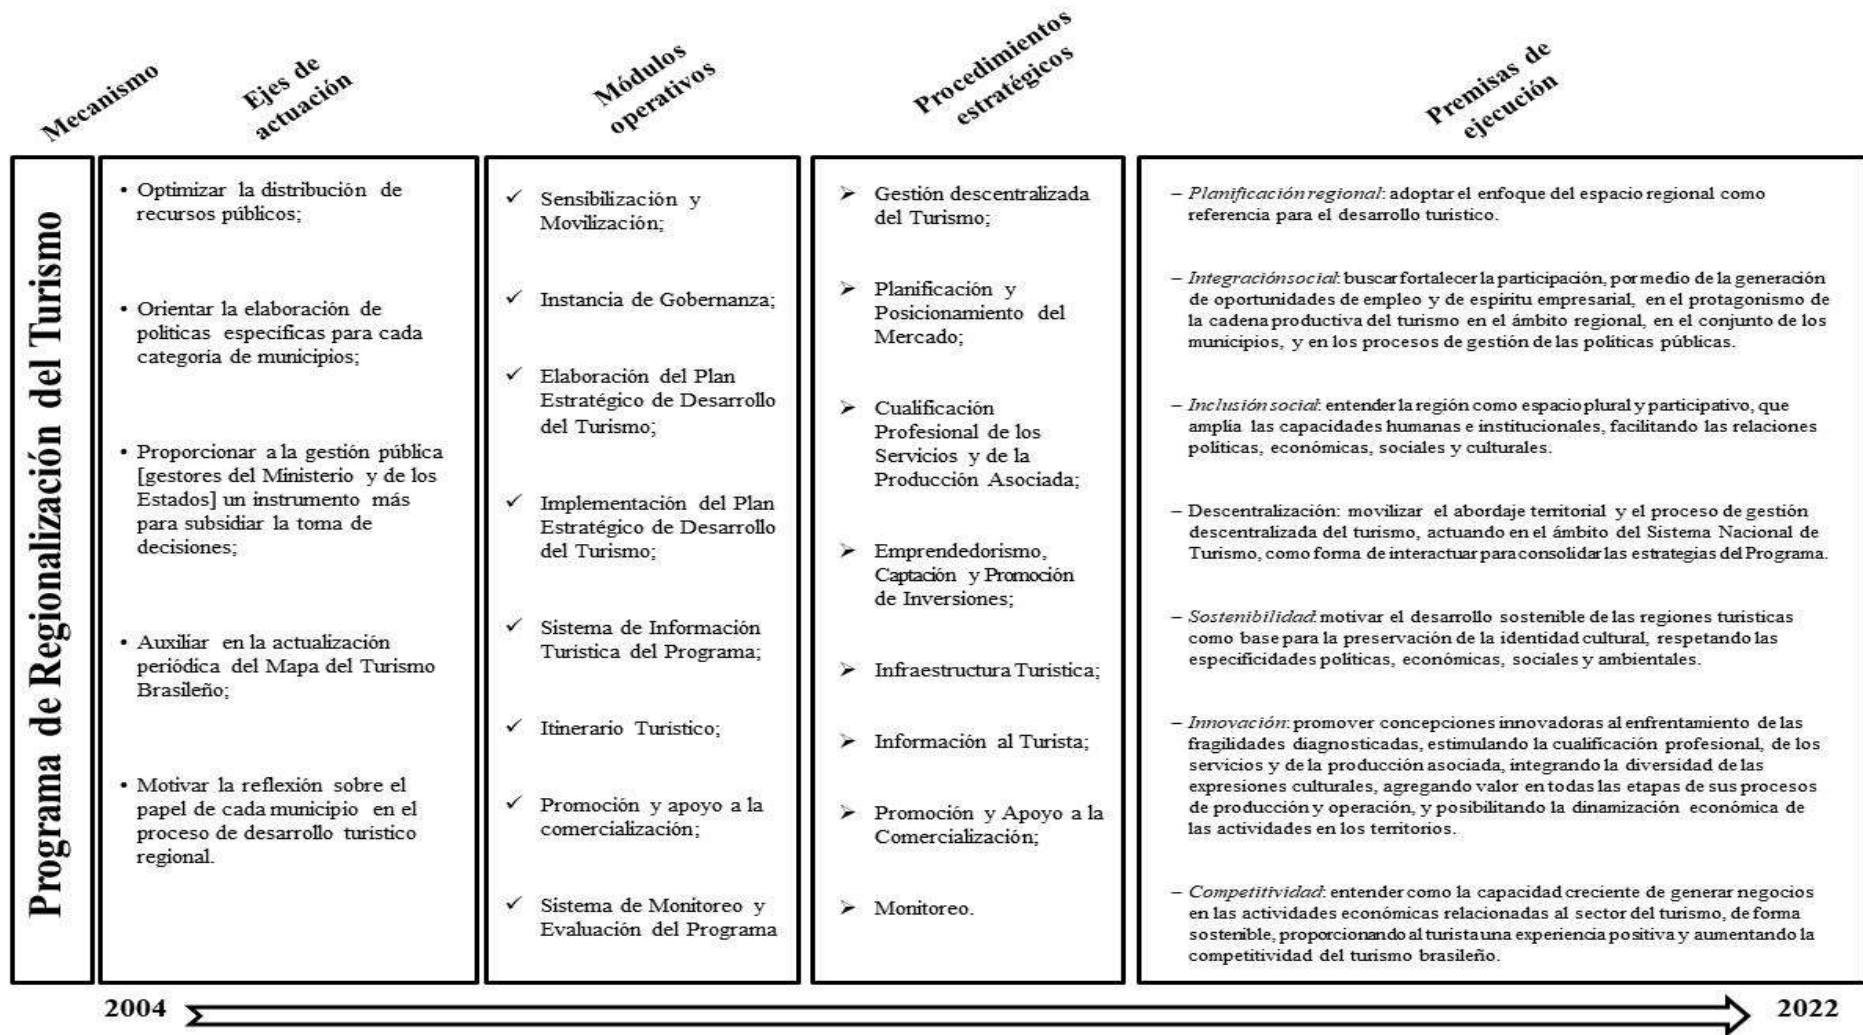 Mecanismo
Ejes de
actuación
Módulos
operativos
Procedimientos
estratégicos
Premisas de
ejecución
Programa de Regionalización del Turismo
• Optimizar la distribución de
recursos públicos;
• Orientar la elaboración de
políticas específicas para cada
categoría de municipios;
• Proporcionar a la gestión pública
[gestores del Ministerio y de los
Estados] un instrumento más
para subsidiar la toma de
decisiones;
• Auxiliar en la actualización
periódica del Mapa del Turismo
Brasileño;
• Motivar la reflexión sobre el
papel de cada municipio en el
proceso de desarrollo turístico
regional.
✓ Sensibilización y
Movilización;
✓ Instancia de Gobernanza;
✓ Elaboración del Plan
Estratégico de Desarrollo
del Turismo;
✓ Implementación del Plan
Estratégico de Desarrollo
del Turismo;
✓ Sistema de Información
Turística del Programa;
✓ Itinerario Turístico;
✓ Promoción y apoyo a la
comercialización;
✓ Sistema de Monitoreo y
Evaluación del Programa
➢ Gestión descentralizada
del Turismo;
➢ Planificación y
Posicionamiento del
Mercado;
➢ Cualificación
Profesional de los
Servicios y de la
Producción Asociada;
➢ Emprendedorismo,
Captación y Promoción
de Inversiones;
➢ Infraestructura Turística;
➢ Información al Turista;
➢ Promoción y Apoyo a la
Comercialización;
➢ Monitoreo.
– Planificación regional: adoptar el enfoque del espacio regional como
referencia para el desarrollo turístico.
– Integración social: buscar fortalecer la participación, por medio de la generación
de oportunidades de empleo y de espíritu empresarial, en el protagonismo de
la cadena productiva del turismo en el ámbito regional, en el conjunto de los
municipios, y en los procesos de gestión de las políticas públicas.
– Inclusión social: entender la región como espacio plural y participativo, que
amplía las capacidades humanas e institucionales, facilitando las relaciones
políticas, económicas, sociales y culturales.
– Descentralización: movilizar el abordaje territorial y el proceso de gestión
descentralizada del turismo, actuando en el ámbito del Sistema Nacional de
Turismo, como forma de interactuar para consolidar las estrategias del Programa.
– Sostenibilidad: motivar el desarrollo sostenible de las regiones turísticas
como base para la preservación de la identidad cultural, respetando las
especificidades políticas, económicas, sociales y ambientales.
– Innovación: promover concepciones innovadoras al enfrentamiento de las
fragilidades diagnosticadas, estimulando la cualificación profesional, de los
servicios y de la producción asociada, integrando la diversidad de las
expresiones culturales, agregando valor en todas las etapas de sus procesos
de producción y operación, y posibilitando la dinamización económica de
las actividades en los territorios.
– Competitividad: entender como la capacidad creciente de generar negocios
en las actividades económicas relacionadas al sector del turismo, de forma
sostenible, proporcionando al turista una experiencia positiva y aumentando la
competitividad del turismo brasileño.
2004
2022